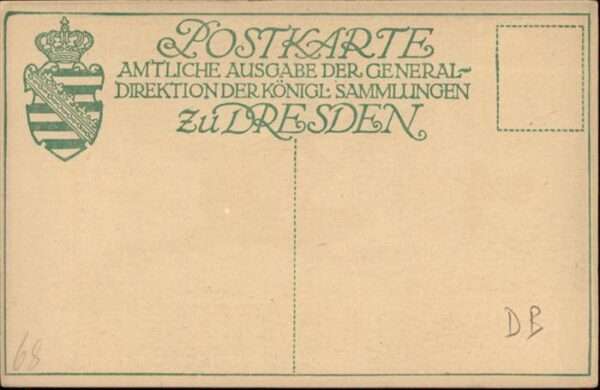 POSTKARTE
AMTLICHE AUSGABE DER GENERAL-
DIREKTION DER KÖNIGL. SAMMLUNGEN
ZU DRESDEN
DB
68